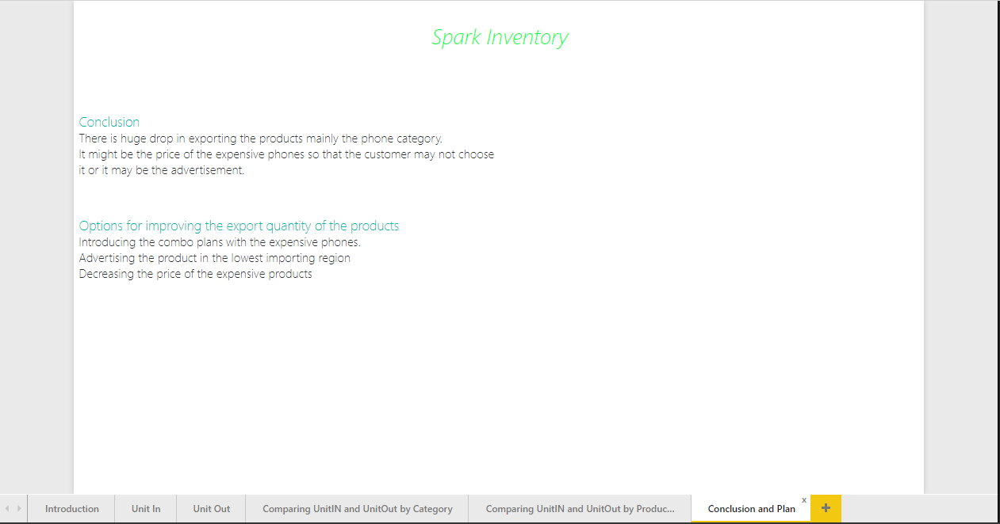 Spark Inventory
Conclusion
There is huge drop in exporting the products mainly the phone category.
It might be the price of the expensive phones so that the customer may not choose
it or it may be the advertisement.
Options for improving the export quantity of the products
Introducing the combo plans with the expensive phones.
Advertising the product in the lowest importing region
Decreasing the price of the expensive products
Introduction
Unit In
Unit Out
Comparing UnitIN and UnitOut by Category
Comparing UnitIN and UnitOut by Produc...
Conclusion and Plan
x
+